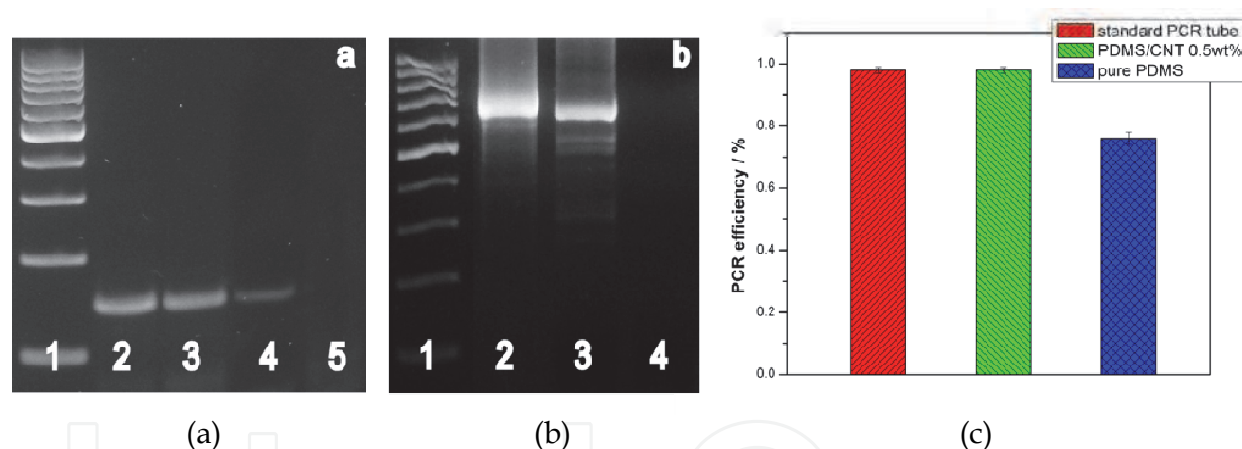 a
1 2 3 4 5
(a)
b
1 2 3 4
(b)
standard PCR tube
PDMS/CNT 0.5wt%
pure PDMS
1.0
0.8
0.6
0.4
0.2
0.0
PCR efficiency / %
(c)